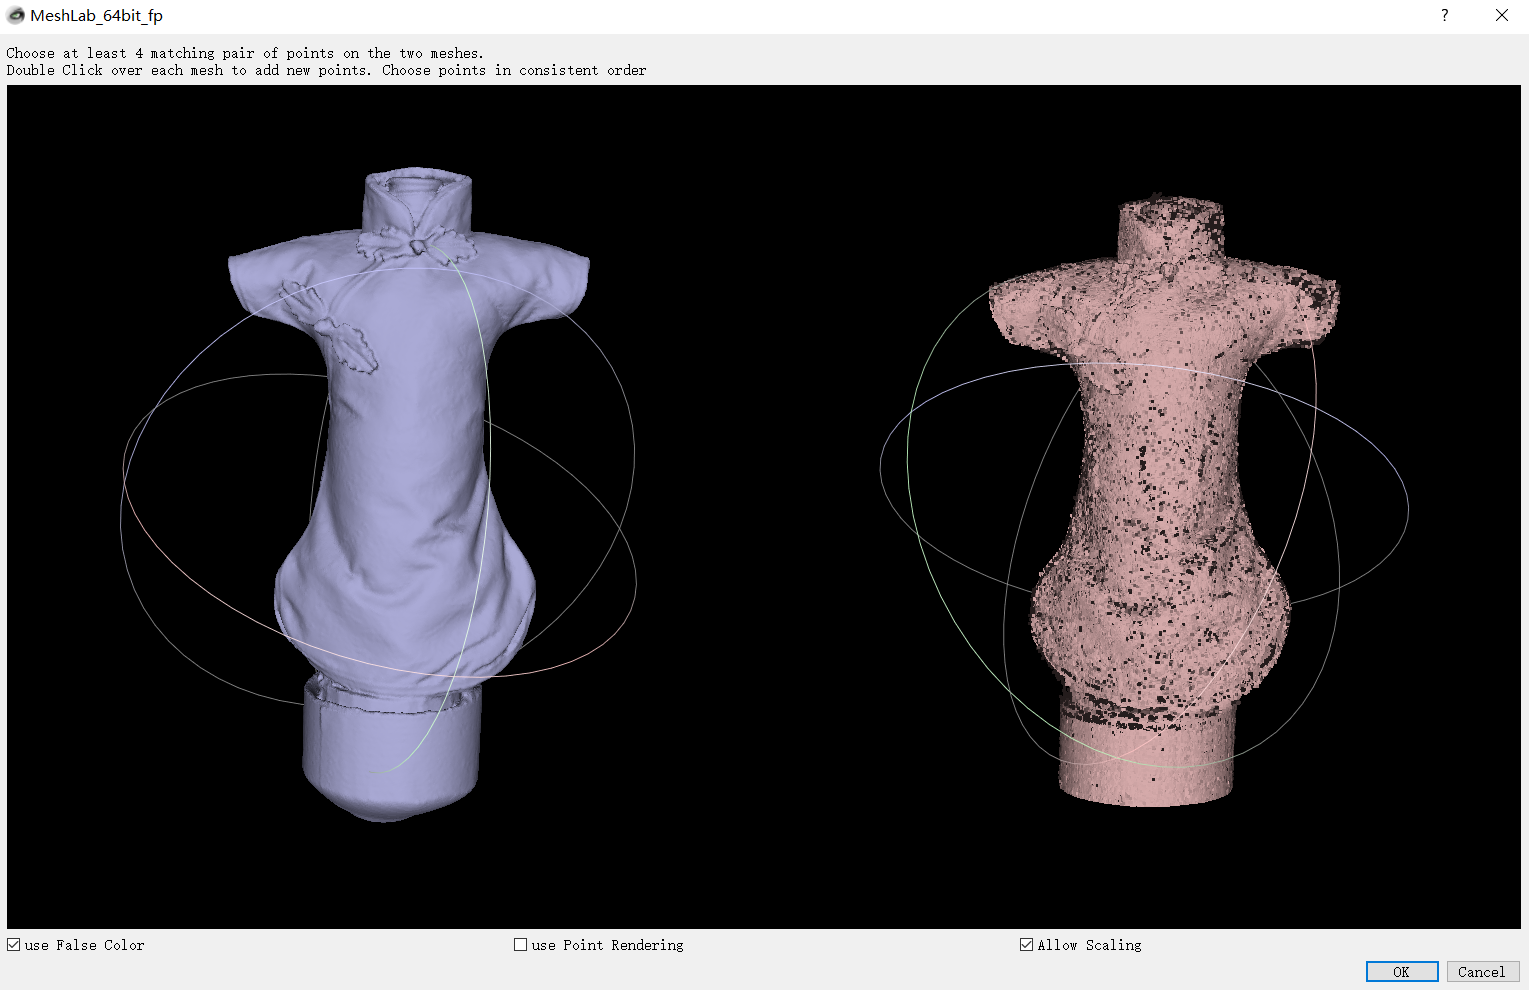 MeshLab_64bit_fp
Choose at least 4 matching pair of points on the two meshes.
Double Click over each mesh to add new points. Choose points in consistent order
use False Color
use Point Rendering
Allow Scaling
OK
Cancel